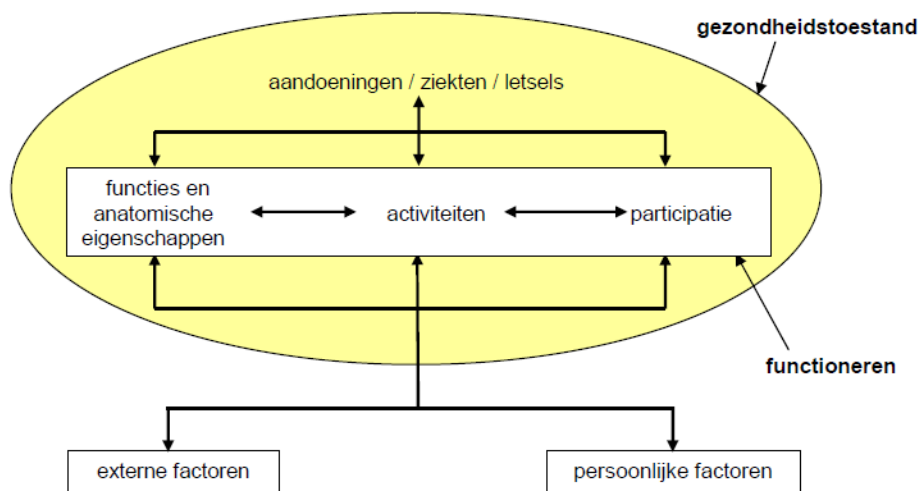 gezondheidstoestand
aandoeningen / ziekten / letsels
functies en
anatomische
eigenschappen
activiteiten
participatie
functioneren
externe factoren
persoonlijke factoren